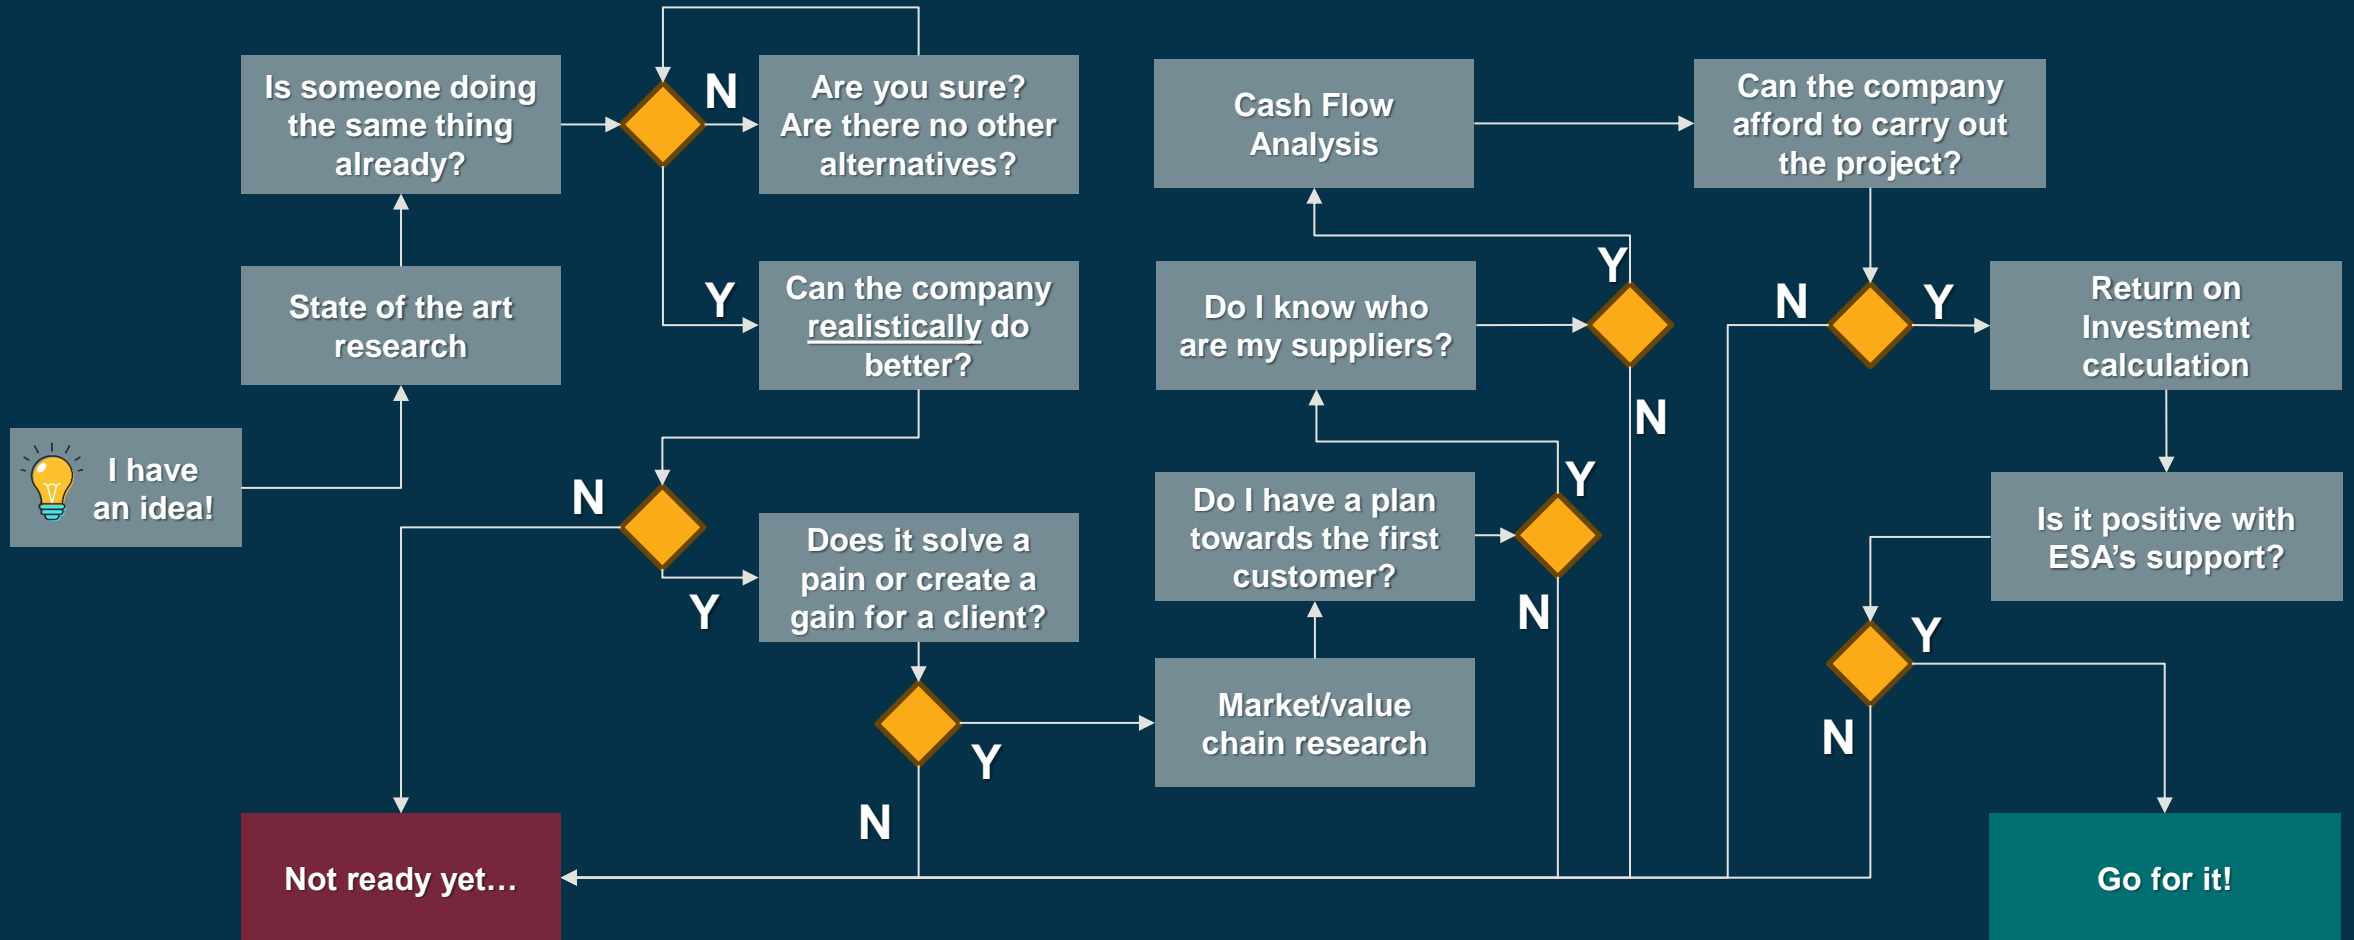 I have
an idea!
State of the art
research
Is someone doing
the same thing
already?
N
Are you sure?
Are there no other
alternatives?
Y
Can the company
realistically do
better?
N
Y
Does it solve a
pain or create a
gain for a client?
N
Y
Market/value
chain research
Do I have a plan
towards the first
customer?
Y
N
Do I know who
are my suppliers?
Y
N
Cash Flow
Analysis
Can the company
afford to carry out
the project?
N
Y
Return on
Investment
calculation
Is it positive with
ESA’s support?
Y
N
Not ready yet…
Go for it!